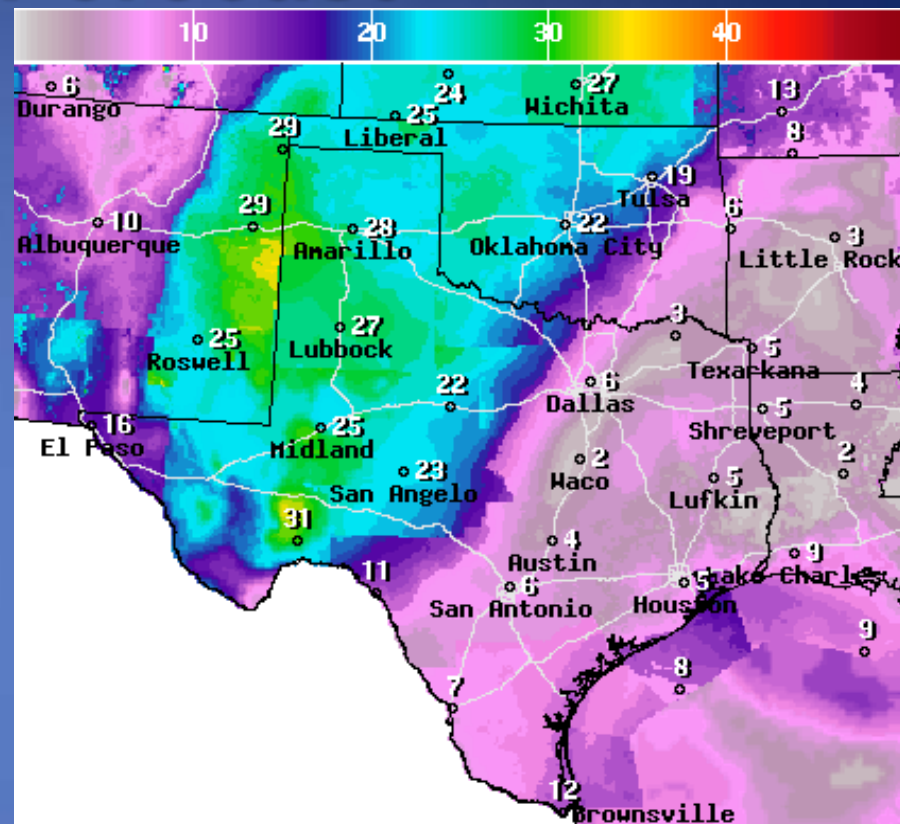 10 20 30 40
6
Durango
24
25
Liberal
27
Wichita
13
8
29
19
Tulsa
10
Albuquerque
29
28
Amarillo
22
Oklahoma City
6
3
Little Rock
25
Roswell
27
Lubbock
3
5
Texarkana
22
6
Dallas
5
Shreveport
4
16
El Paso
25
Midland
23
San Angelo
2
Waco
5
Lufkin
2
31
4
Austin
9
Lake Charles
11
6
San Antonio
5
Houston
9
8
7
12
Brownsville